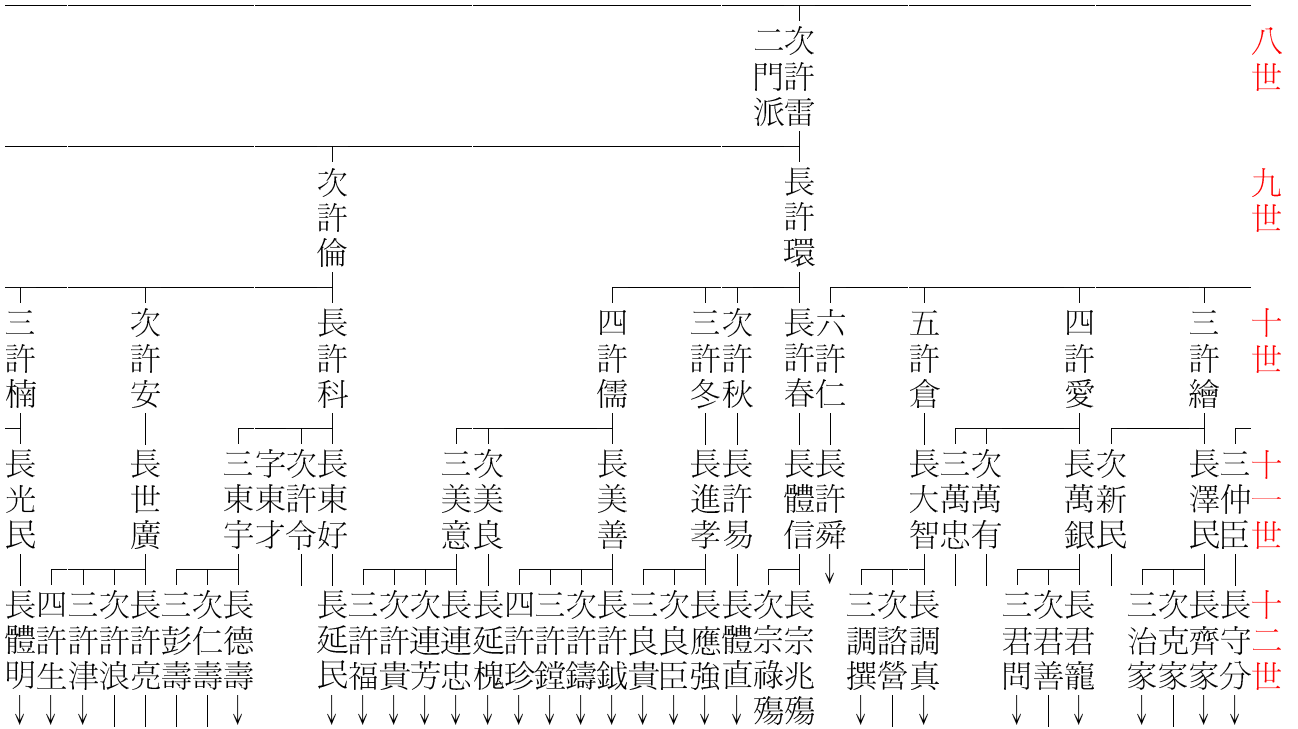 八世
次許雷
二門派
九世
長許環
次許倫
十世
三許繪
四許愛
五許倉
六許仁
長許春
次許秋
三許冬
四許儒
長許科
次許安
三許楠
十一世
三仲臣
長澤民
次新民
長萬銀
次萬有
三萬忠
長大智
長許舜
長體信
長許易
長進孝
長美善
次美良
三美意
長東好
次許令
字東才
三東宇
長世廣
長光民
十二世
長守分
長齊家
次克家
三治家
長君寵
次君善
三君問
長調真
次諮營
三調撰
長宗兆殤
次宗祿殤
長體直
長應強
次良臣
三良貴
長許鉞
次許鑄
三許鏜
四許珍
長延槐
長連忠
次連芳
次許貴
三許福
長延民
長德壽
次仁壽
三彭壽
長許亮
次許浪
三許津
四許生
長體明